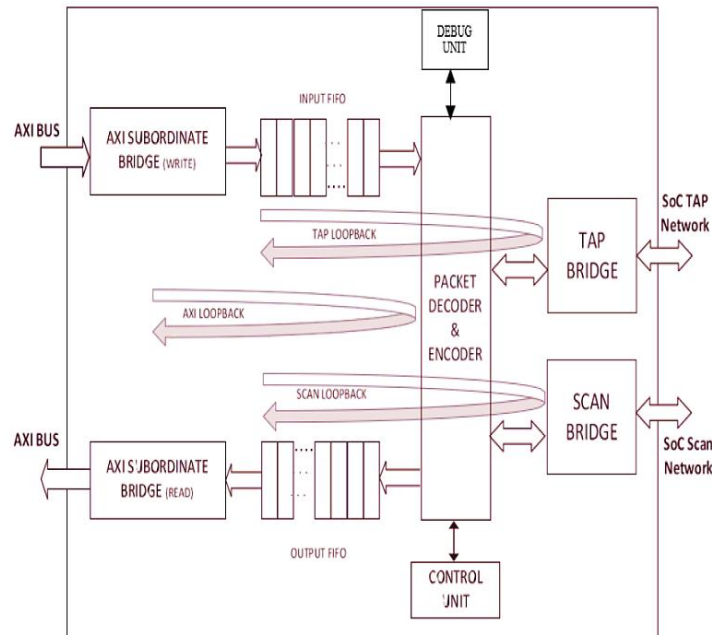 DEBUG
UNIT
INPUT FIFO
AXI BUS
AXI SUBORDINATE
BRIDGE (WRITE)
SoC TAP
Network
TAP LOOPBACK
TAP
BRIDGE
PACKET
DECODER
&
ENCODER
AXI LOOPBACK
SCAN LOOPBACK
SCAN
BRIDGE
SoC Scan
Network
AXI BUS
AXI SUBORDINATE
BRIDGE (READ)
OUTPUT FIFO
CONTROL
UNIT